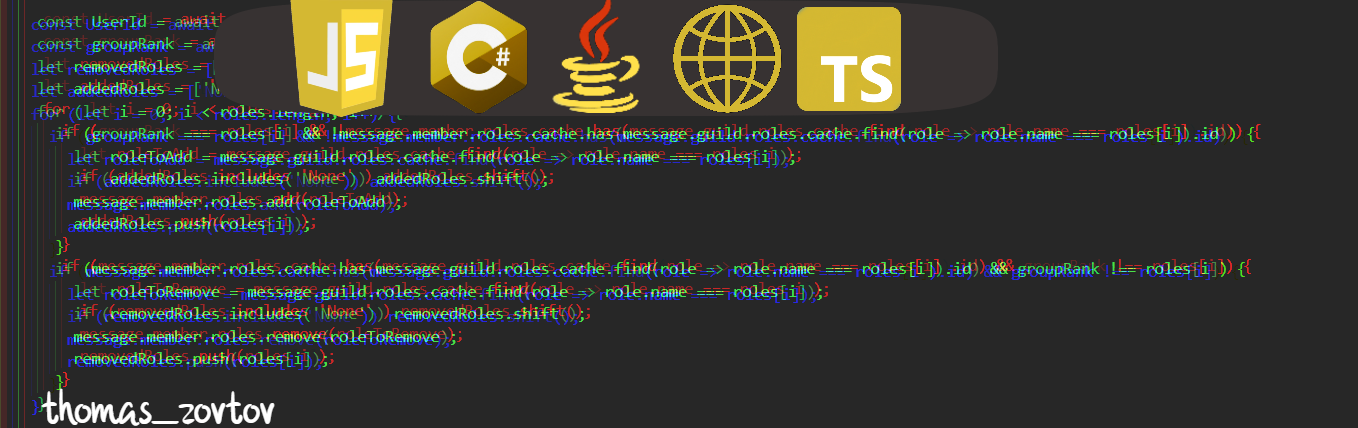 JS
C#
TS
const UserId = await
const groupRank =
let removedRoles = [
let addedRoles = ['N
for (let i = 0; i < roles.length; i++) {
if (groupRank === roles[i] && !message.member.roles.cache.has(message.guild.roles.cache.find(role => role.name === roles[i]).id)) {
let roleToAdd = message.guild.roles.cache.find(role => role.name === roles[i]);
if (addedRoles.includes('None')) addedRoles.shift();
message.member.roles.add(roleToAdd);
addedRoles.push(roles[i]);
}
if (message.member.roles.cache.has(message.guild.roles.cache.find(role => role.name === roles[i]).id) && groupRank !== roles[i]) {
let roleToRemove = message.guild.roles.cache.find(role => role.name === roles[i]);
if (removedRoles.includes('None')) removedRoles.shift();
message.member.roles.remove(roleToRemove);
removedRoles.push(roles[i]);
}
}
thomas_zovtov